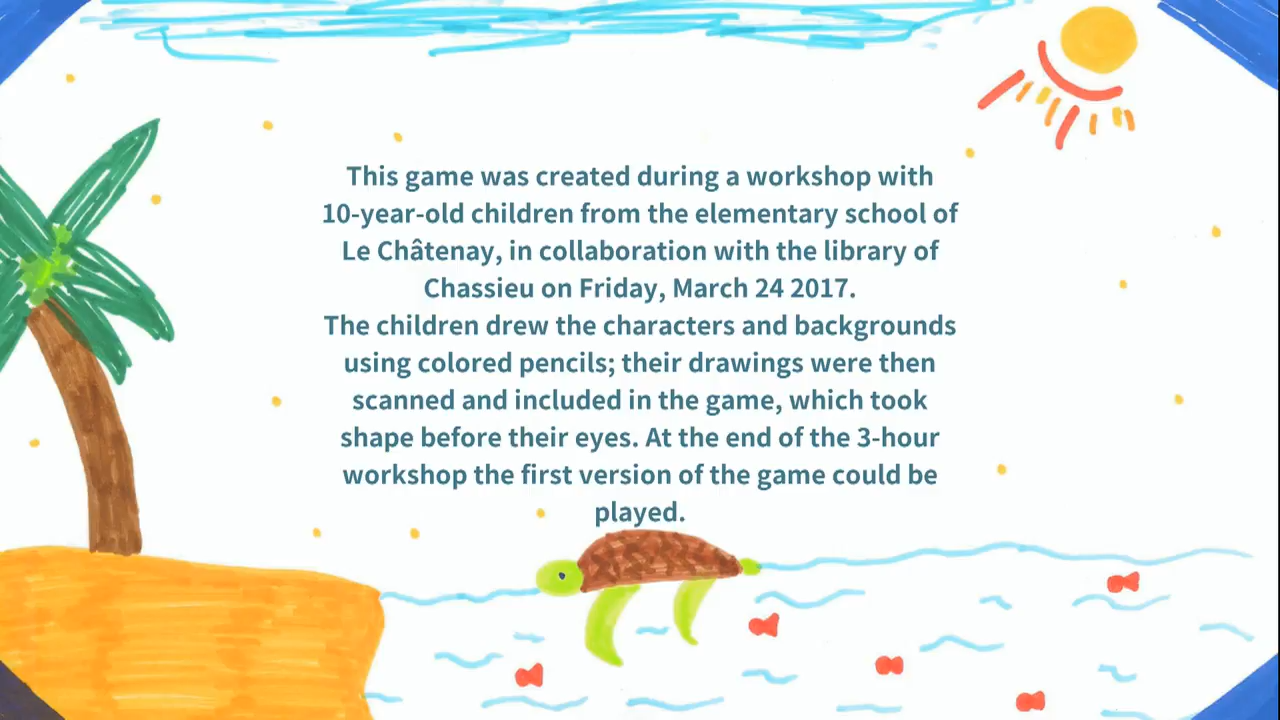 This game was created during a workshop with
10-year-old children from the elementary school of
Le Châtenay, in collaboration with the library of
Chassieu on Friday, March 24 2017.
The children drew the characters and backgrounds
using colored pencils; their drawings were then
scanned and included in the game, which took
shape before their eyes. At the end of the 3-hour
workshop the first version of the game could be
played.